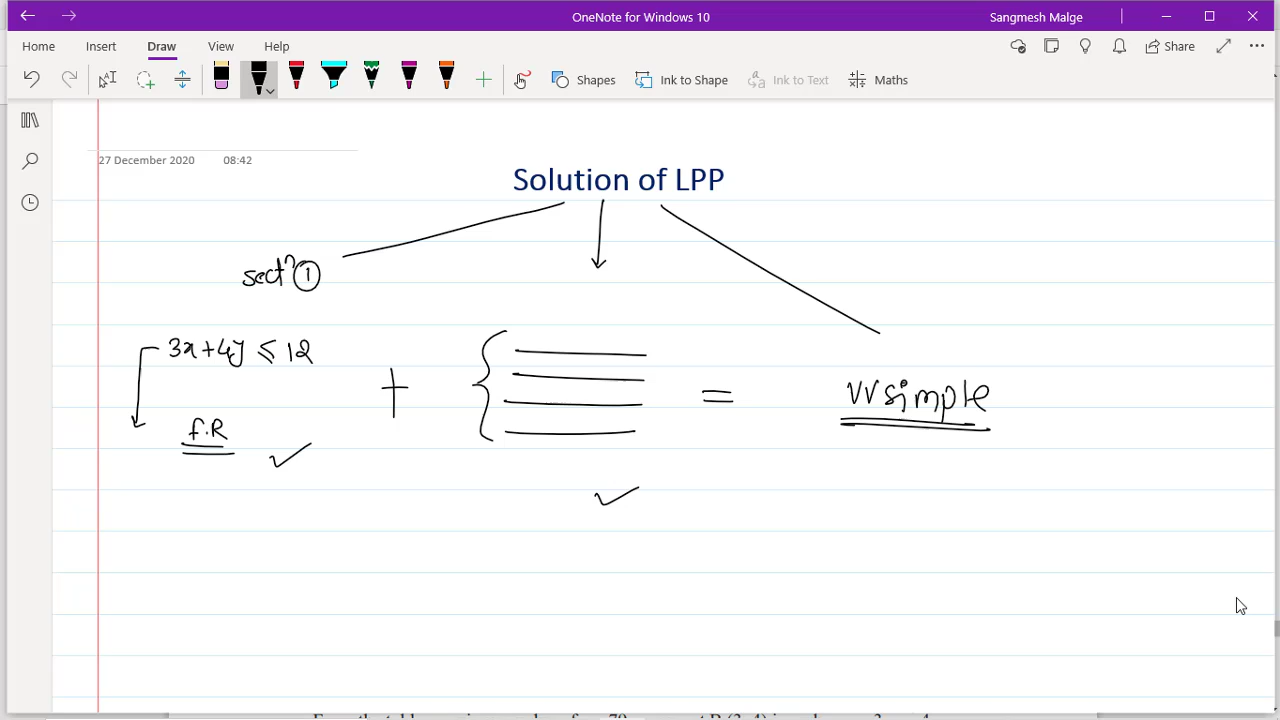 OneNote for Windows 10
Sangmesh Malge
Home Insert Draw View Help
Share
Shapes Ink to Shape Ink to Text Maths
27 December 2020 08:42
Solution of LPP
sectⁿ ①
3x+4y ≤ 12
+ = VVsimple
f.R